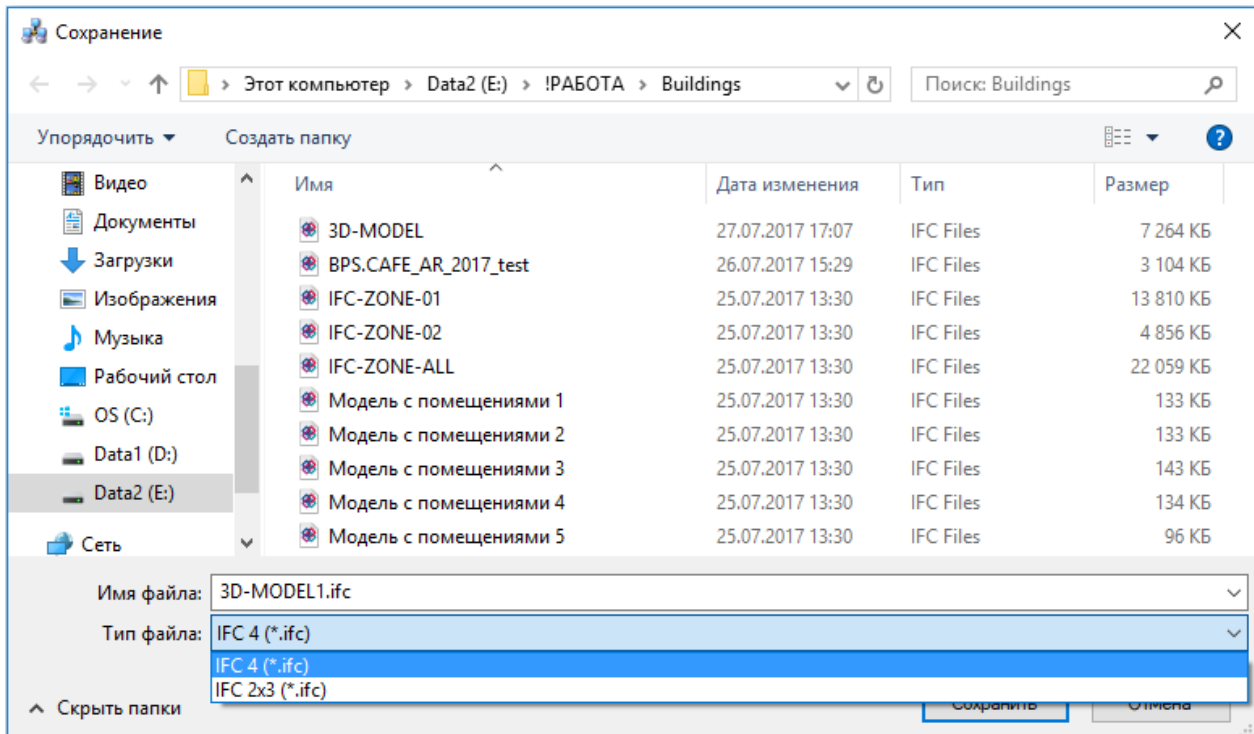 Сохранение
Этот компьютер > Data2 (E:) > !РАБОТА > Buildings
Поиск: Buildings
Упорядочить
Создать папку
Видео
Документы
Загрузки
Изображения
Музыка
Рабочий стол
OS (C:)
Data1 (D:)
Data2 (E:)
Сеть
Имя Дата изменения Тип Размер
3D-MODEL 27.07.2017 17:07 IFC Files 7 264 КБ
BPS.CAFE_AR_2017_test 26.07.2017 15:29 IFC Files 3 104 КБ
IFC-ZONE-01 25.07.2017 13:30 IFC Files 13 810 КБ
IFC-ZONE-02 25.07.2017 13:30 IFC Files 4 856 КБ
IFC-ZONE-ALL 25.07.2017 13:30 IFC Files 22 059 КБ
Модель с помещениями 1 25.07.2017 13:30 IFC Files 133 КБ
Модель с помещениями 2 25.07.2017 13:30 IFC Files 133 КБ
Модель с помещениями 3 25.07.2017 13:30 IFC Files 143 КБ
Модель с помещениями 4 25.07.2017 13:30 IFC Files 134 КБ
Модель с помещениями 5 25.07.2017 13:30 IFC Files 96 КБ
Имя файла: 3D-MODEL1.ifc
Тип файла: IFC 4 (*.ifc)
IFC 4 (*.ifc)
IFC 2x3 (*.ifc)
Скрыть папки
Сохранить
Отмена